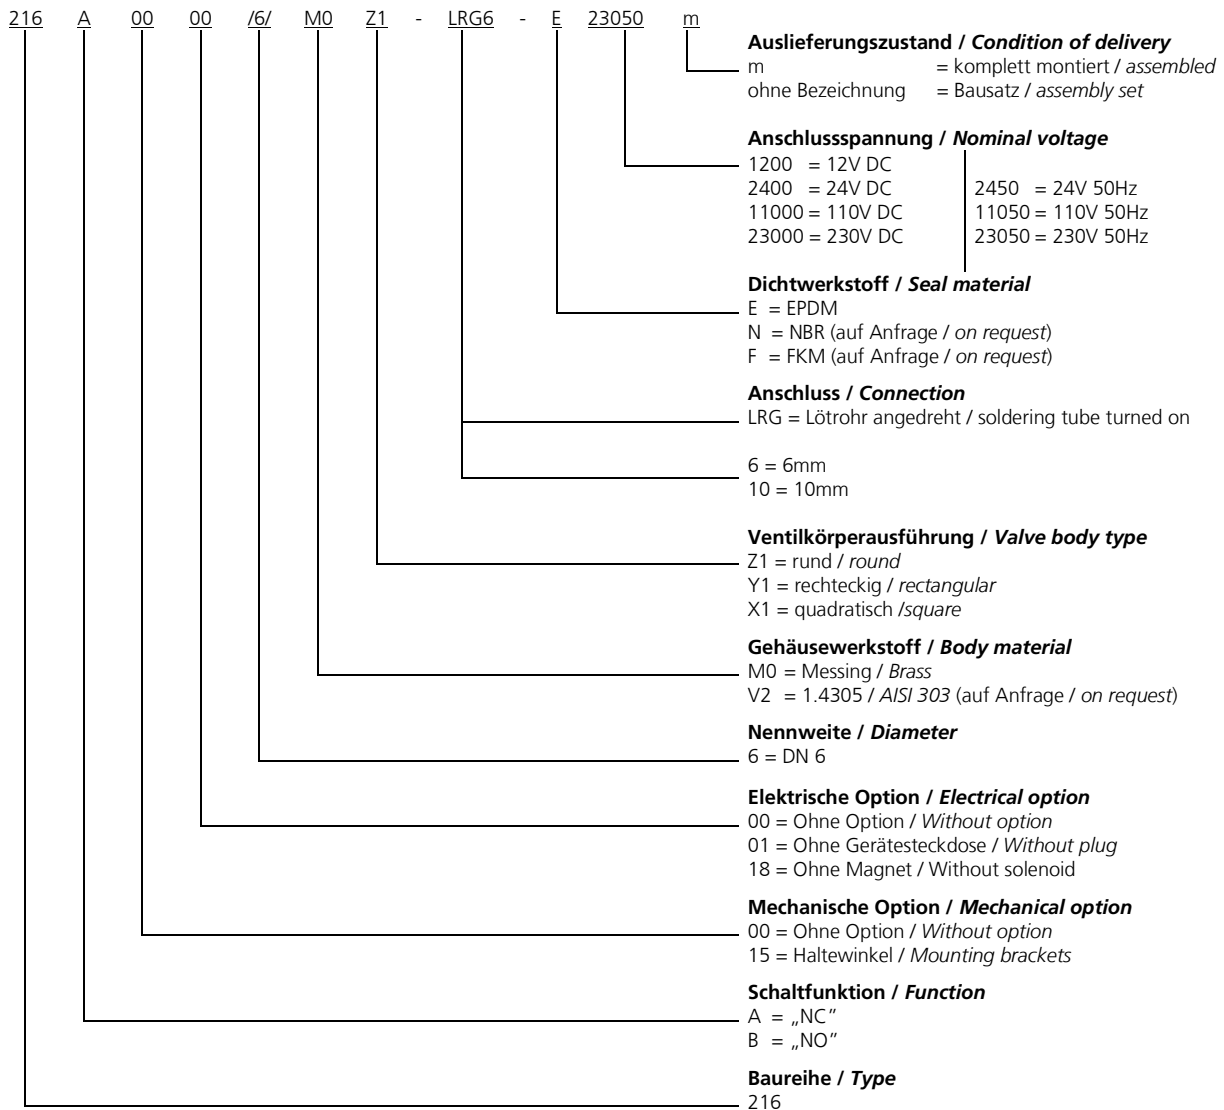 216 A 00 00 /6/ M0 Z1 - LRG6 - E 23050 m
Auslieferungszustand / Condition of delivery
m = komplett montiert / assembled
ohne Bezeichnung = Bausatz / assembly set
Anschlussspannung / Nominal voltage
1200 = 12V DC
2400 = 24V DC 2450 = 24V 50Hz
11000 = 110V DC 11050 = 110V 50Hz
23000 = 230V DC 23050 = 230V 50Hz
Dichtwerkstoff / Seal material
E = EPDM
N = NBR (auf Anfrage / on request)
F = FKM (auf Anfrage / on request)
Anschluss / Connection
LRG = Lötrohr angedreht / soldering tube turned on
6 = 6mm
10 = 10mm
Ventilkörperausführung / Valve body type
Z1 = rund / round
Y1 = rechteckig / rectangular
X1 = quadratisch /square
Gehäusewerkstoff / Body material
M0 = Messing / Brass
V2 = 1.4305 / AISI 303 (auf Anfrage / on request)
Nennweite / Diameter
6 = DN 6
Elektrische Option / Electrical option
00 = Ohne Option / Without option
01 = Ohne Gerätesteckdose / Without plug
18 = Ohne Magnet / Without solenoid
Mechanische Option / Mechanical option
00 = Ohne Option / Without option
15 = Haltewinkel / Mounting brackets
Schaltfunktion / Function
A = „NC”
B = „NO”
Baureihe / Type
216